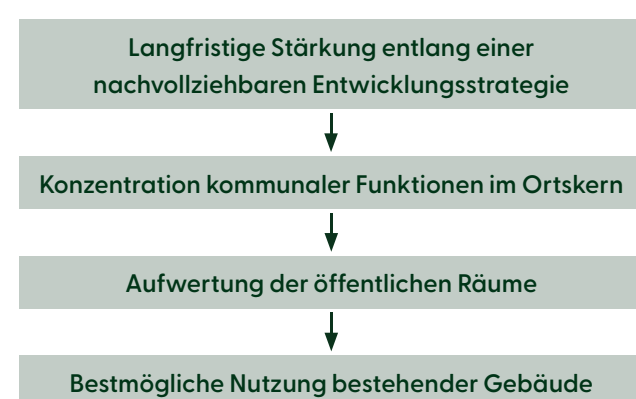 Langfristige Stärkung entlang einer
nachvollziehbaren Entwicklungsstrategie
Konzentration kommunaler Funktionen im Ortskern
Aufwertung der öffentlichen Räume
Bestmögliche Nutzung bestehender Gebäude